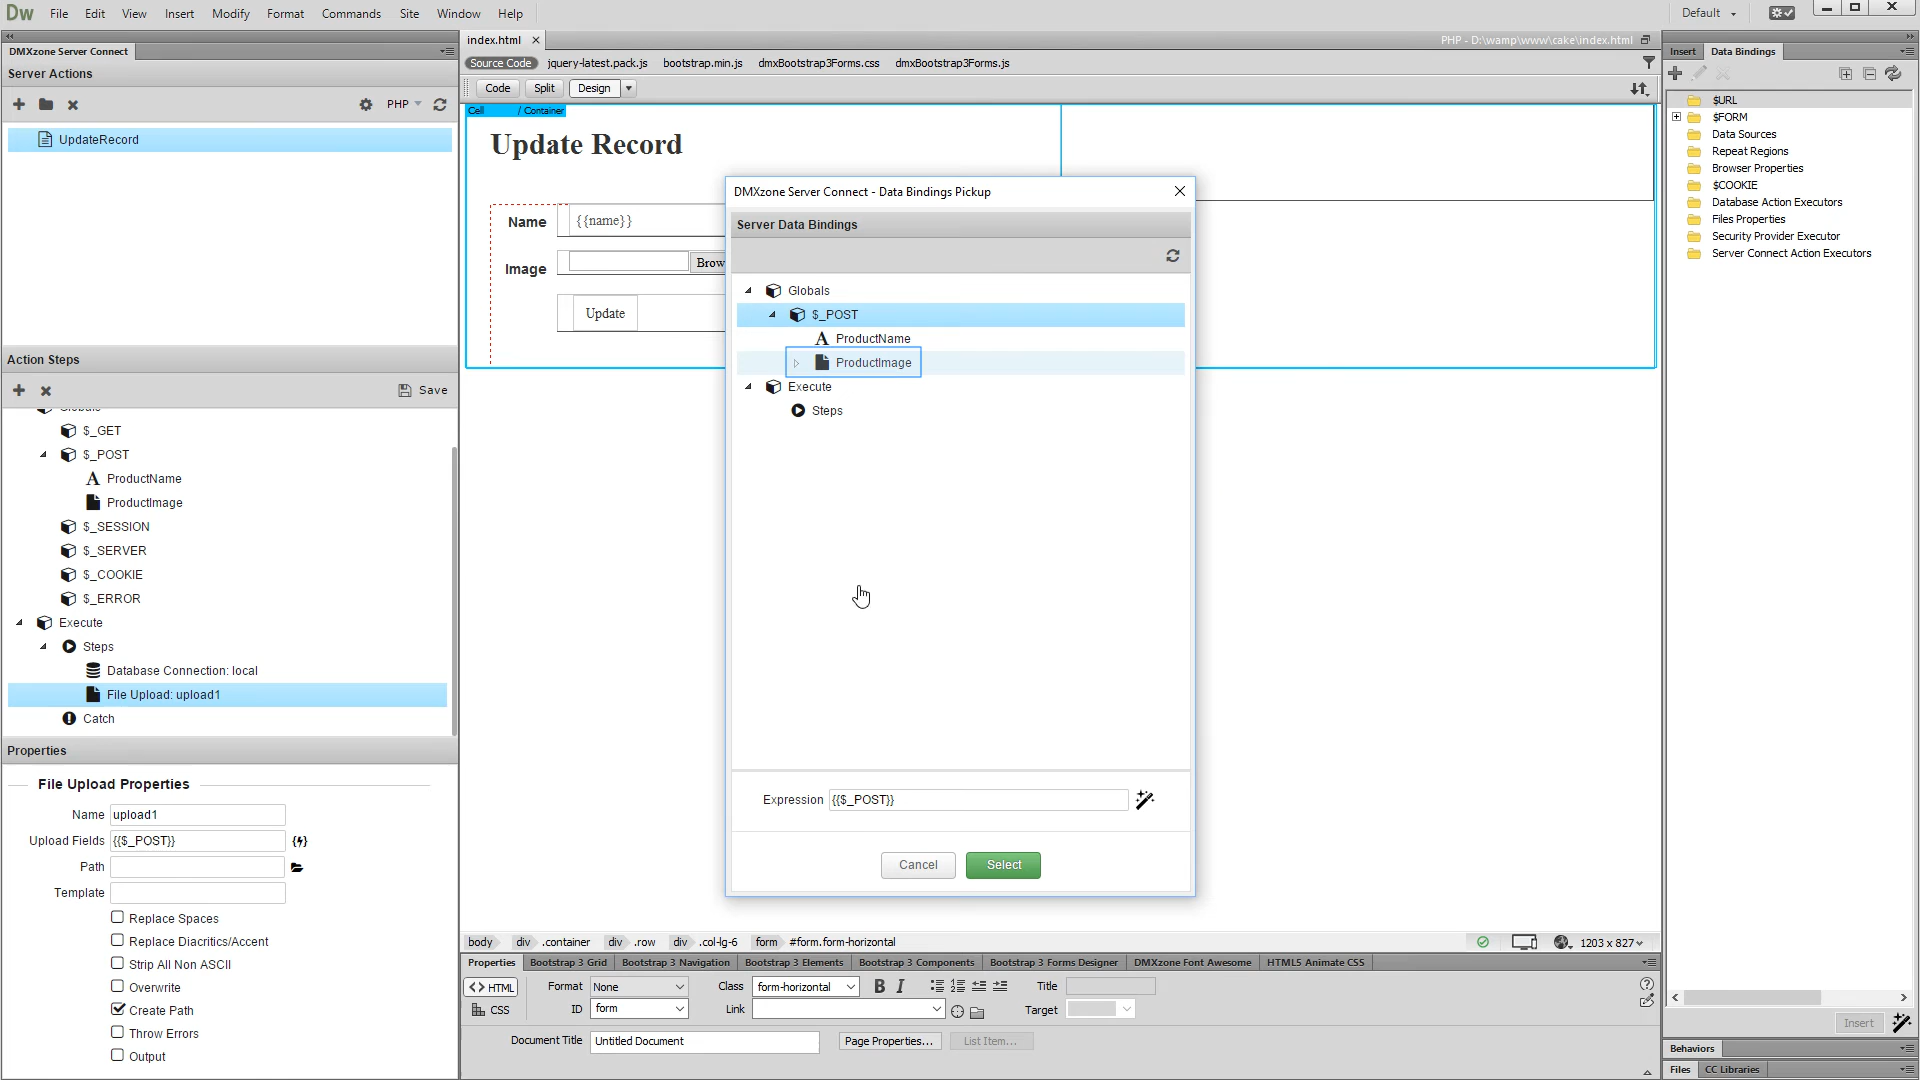 Dw File Edit View Insert Modify Format Commands Site Window Help Default
DMXzone Server Connect
Server Actions
PHP
UpdateRecord
Action Steps
Save
$_GET
$_POST
ProductName
ProductImage
$_SESSION
$_SERVER
$_COOKIE
$_ERROR
Execute
Steps
Database Connection: local
File Upload: upload1
Catch
Properties
File Upload Properties
Name upload1
Upload Fields {{$_POST}}
Path
Template
Replace Spaces
Replace Diacritics/Accent
Strip All Non ASCII
Overwrite
Create Path
Throw Errors
Output
index.html
PHP - D:\wamp\www\cake\index.html
Source Code jquery-latest.pack.js bootstrap.min.js dmxBootstrap3Forms.css dmxBootstrap3Forms.js
Code Split Design
Cell / Container
Update Record
Name {{name}}
Image Brow
Update
DMXzone Server Connect - Data Bindings Pickup
Server Data Bindings
Globals
$_POST
ProductName
ProductImage
Execute
Steps
Expression {{$_POST}}
Cancel Select
body div .container div .row div .col-lg-6 form #form.form-horizontal
1203 x 827
Properties Bootstrap 3 Grid Bootstrap 3 Navigation Bootstrap 3 Elements Bootstrap 3 Components Bootstrap 3 Forms Designer DMXzone Font Awesome HTML5 Animate CSS
<> HTML Format None Class form-horizontal B I Title
CSS ID form Link Target
Document Title Untitled Document Page Properties... List Item...
Insert Data Bindings
$URL
$FORM
Data Sources
Repeat Regions
Browser Properties
$COOKIE
Database Action Executors
Files Properties
Security Provider Executor
Server Connect Action Executors
Insert
Behaviors
Files CC Libraries